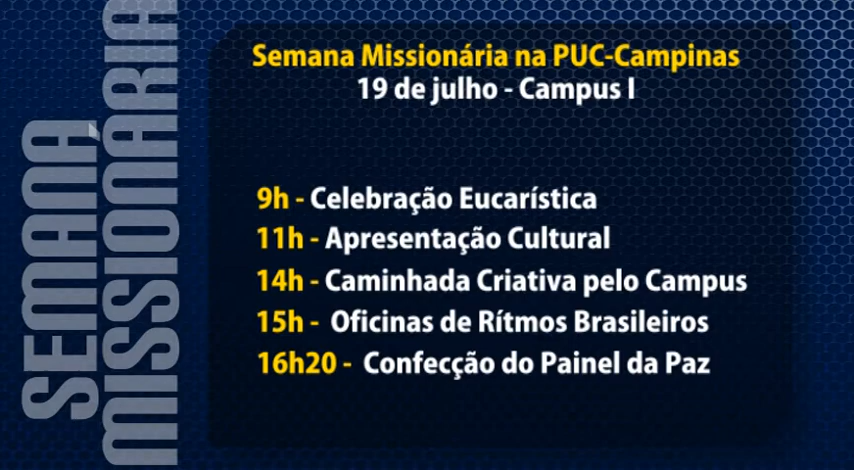 SEMANA
MISSIONÁRIA
Semana Missionária na PUC-Campinas
19 de julho - Campus I
9h - Celebração Eucarística
11h - Apresentação Cultural
14h - Caminhada Criativa pelo Campus
15h - Oficinas de Rítmos Brasileiros
16h20 - Confecção do Painel da Paz